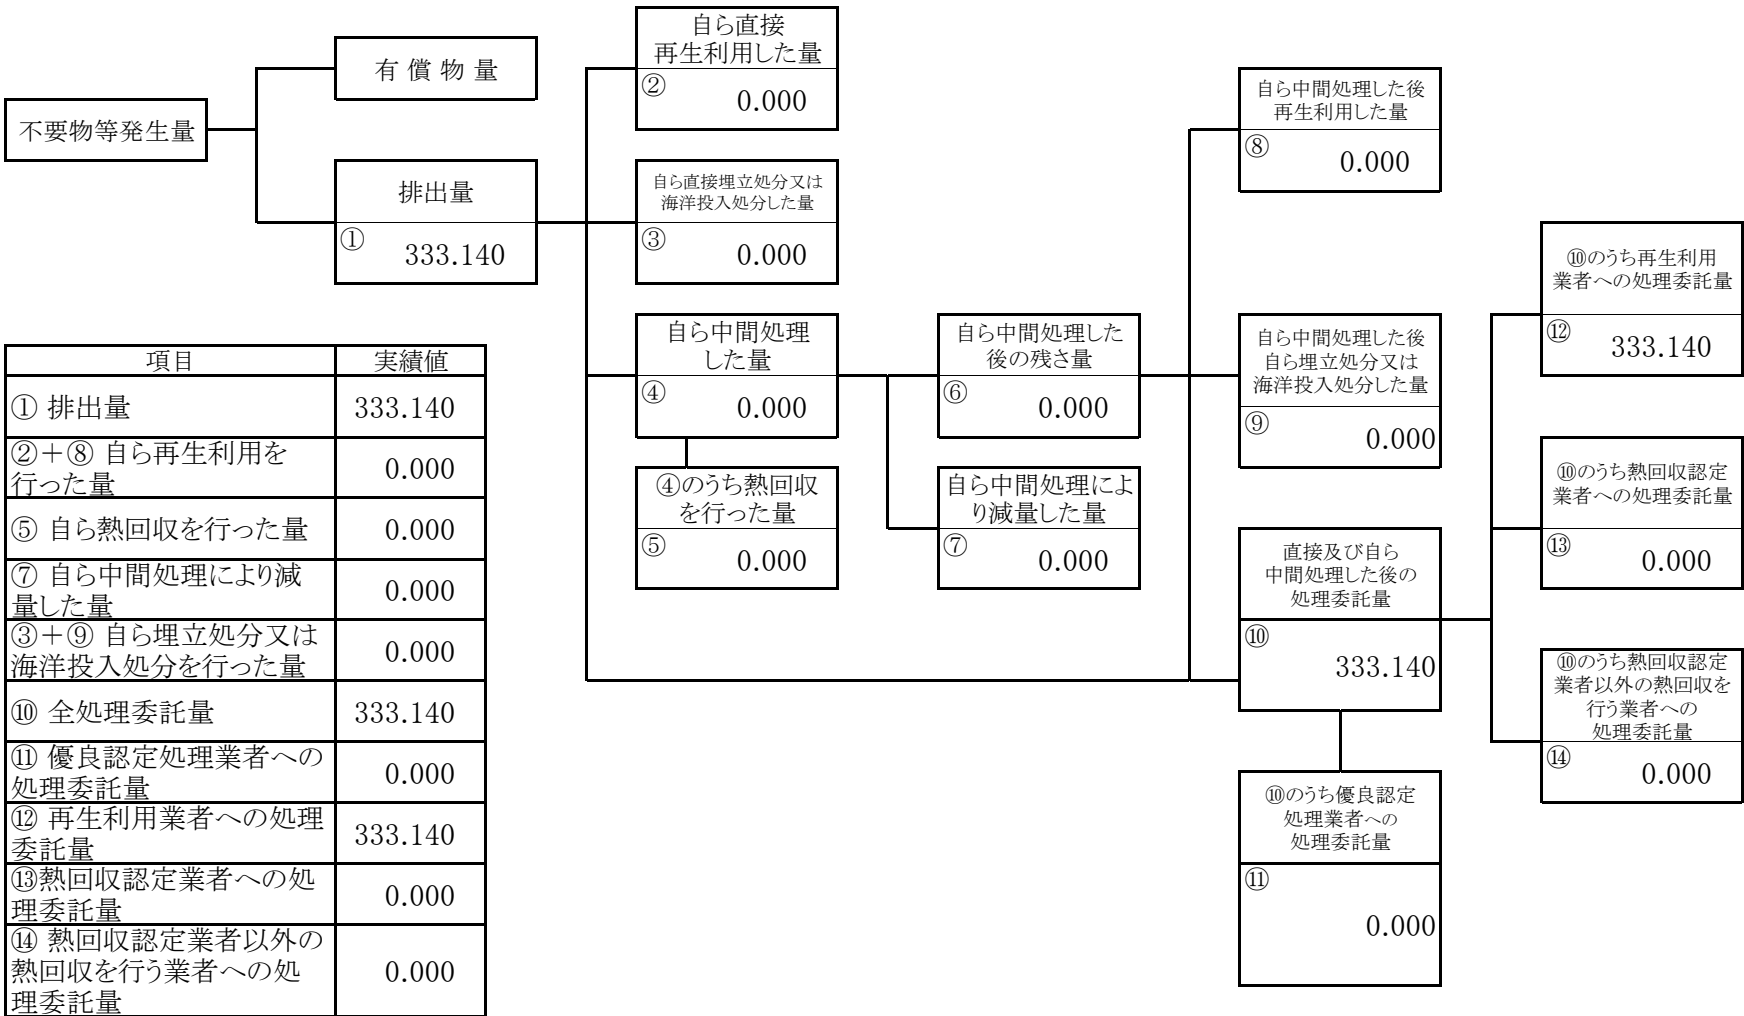 不要物等発生量
有 償 物 量
排出量
①
333.140
自ら直接
再生利用した量
②
0.000
自ら直接埋立処分又は
海洋投入処分した量
③
0.000
自ら中間処理
した量
④
0.000
④のうち熱回収
を行った量
⑤
0.000
自ら中間処理した
後の残さ量
⑥
0.000
自ら中間処理によ
り減量した量
⑦
0.000
自ら中間処理した後
再生利用した量
⑧
0.000
自ら中間処理した後
自ら埋立処分又は
海洋投入処分した量
⑨
0.000
直接及び自ら
中間処理した後の
処理委託量
⑩
333.140
⑩のうち優良認定
処理業者への
処理委託量
⑪
0.000
⑩のうち再生利用
業者への処理委託量
⑫
333.140
⑩のうち熱回収認定
業者への処理委託量
⑬
0.000
⑩のうち熱回収認定
業者以外の熱回収を
行う業者への
処理委託量
⑭
0.000
項目 実績値
① 排出量 333.140
②＋⑧ 自ら再生利用を
行った量 0.000
⑤ 自ら熱回収を行った量 0.000
⑦ 自ら中間処理により減
量した量 0.000
③＋⑨ 自ら埋立処分又は
海洋投入処分を行った量 0.000
⑩ 全処理委託量 333.140
⑪ 優良認定処理業者への
処理委託量 0.000
⑫ 再生利用業者への処理
委託量 333.140
⑬熱回収認定業者への処
理委託量 0.000
⑭ 熱回収認定業者以外の
熱回収を行う業者への処
理委託量 0.000